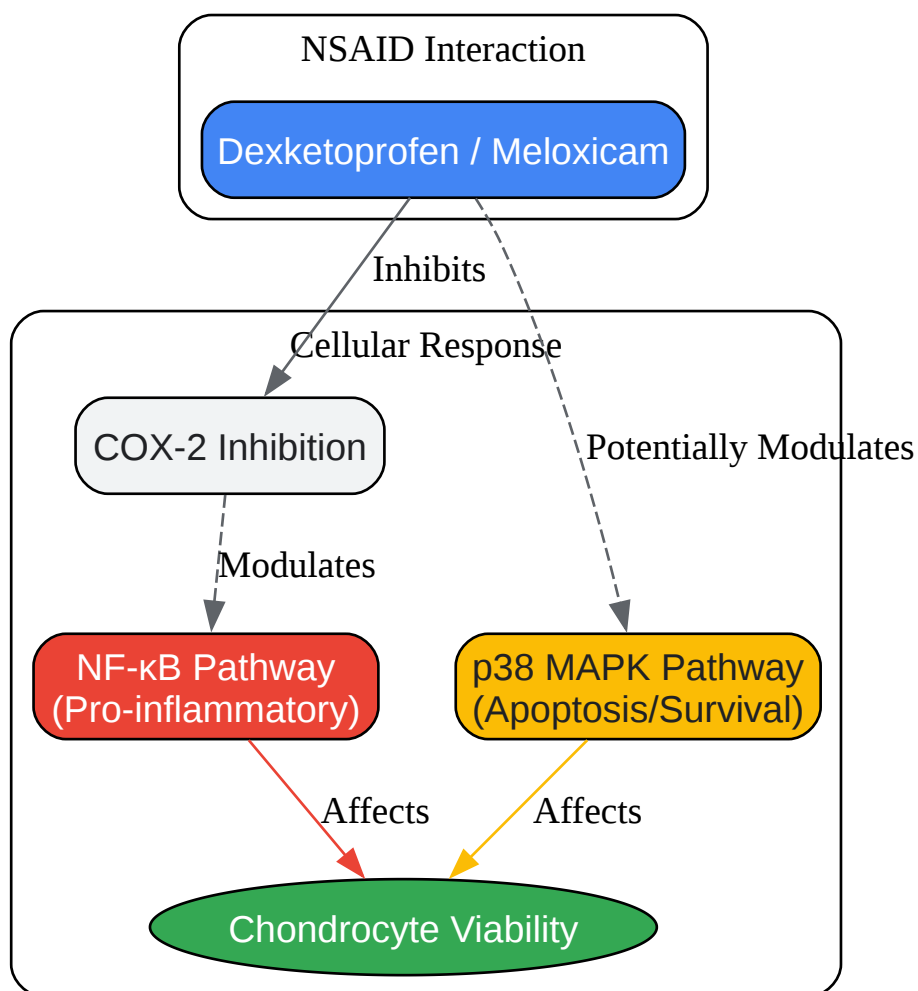 NSAID Interaction
Dexketoprofen / Meloxicam
Inhibits
Cellular Response
COX-2 Inhibition
Potentially Modulates
Modulates
NF-κB Pathway
(Pro-inflammatory)
p38 MAPK Pathway
(Apoptosis/Survival)
Affects
Affects
Chondrocyte Viability